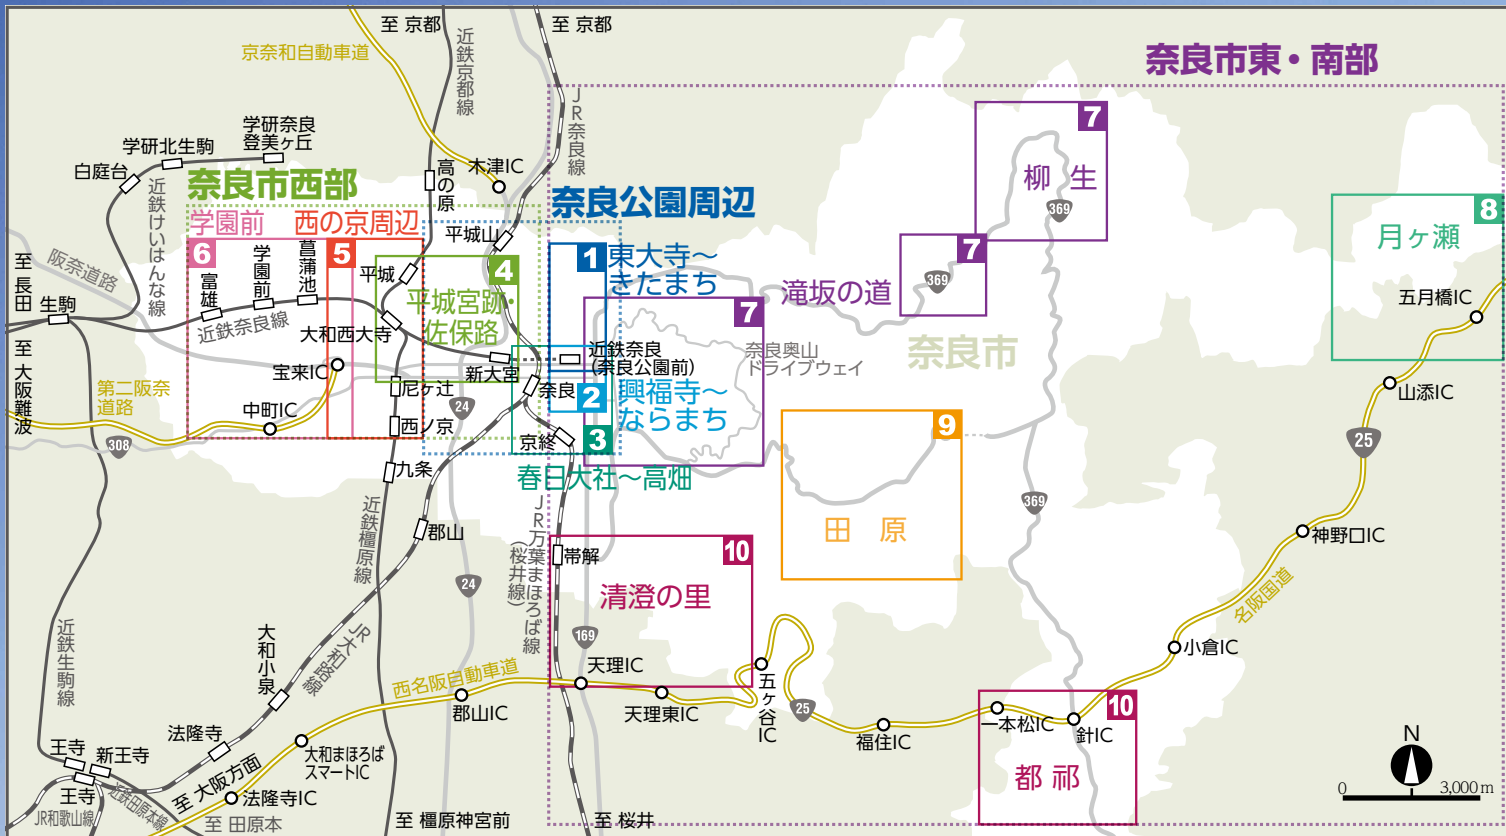 至 京都
至 京都
京奈和自動車道
近鉄京都線
奈良市東・南部
JR奈良線
7
学研奈良
登美ヶ丘
学研北生駒
白庭台
高の原
木津IC
柳 生
369
奈良市西部
奈良公園周辺
近鉄けいはんな線
学園前
西の京周辺
8
月ヶ瀬
平城山
6
5
富雄
学園前
菖蒲池
平城
4
1
東大寺〜
きたまち
7
369
至 長田
阪奈道路
生駒
平城宮跡・
佐保路
滝坂の道
7
五月橋IC
近鉄奈良線
大和西大寺
奈良市
至 大阪難波
宝来IC
新大宮
近鉄奈良
(奈良公園前)
奈良奥山
ドライブウェイ
第二阪奈
道路
中町IC
尼ヶ辻
24
奈良
2
興福寺〜
ならまち
山添IC
308
西ノ京
京終
3
9
25
九条
春日大社〜高畑
近鉄橿原線
郡山
JR万葉まほろば線
(桜井線)
田 原
369
神野口IC
帯解
10
24
清澄の里
名阪国道
近鉄生駒線
大和小泉
JR大和路線
169
小倉IC
西名阪自動車道
天理IC
五ヶ谷IC
郡山IC
天理東IC
25
福住IC
一本松IC
10
針IC
法隆寺
王寺
新王寺
大和まほろば
スマートIC
至 大阪方面
都 祁
N
王寺
近鉄田原本線
法隆寺IC
0
3,000m
JR和歌山線
至 田原本
至 橿原神宮前
至 桜井